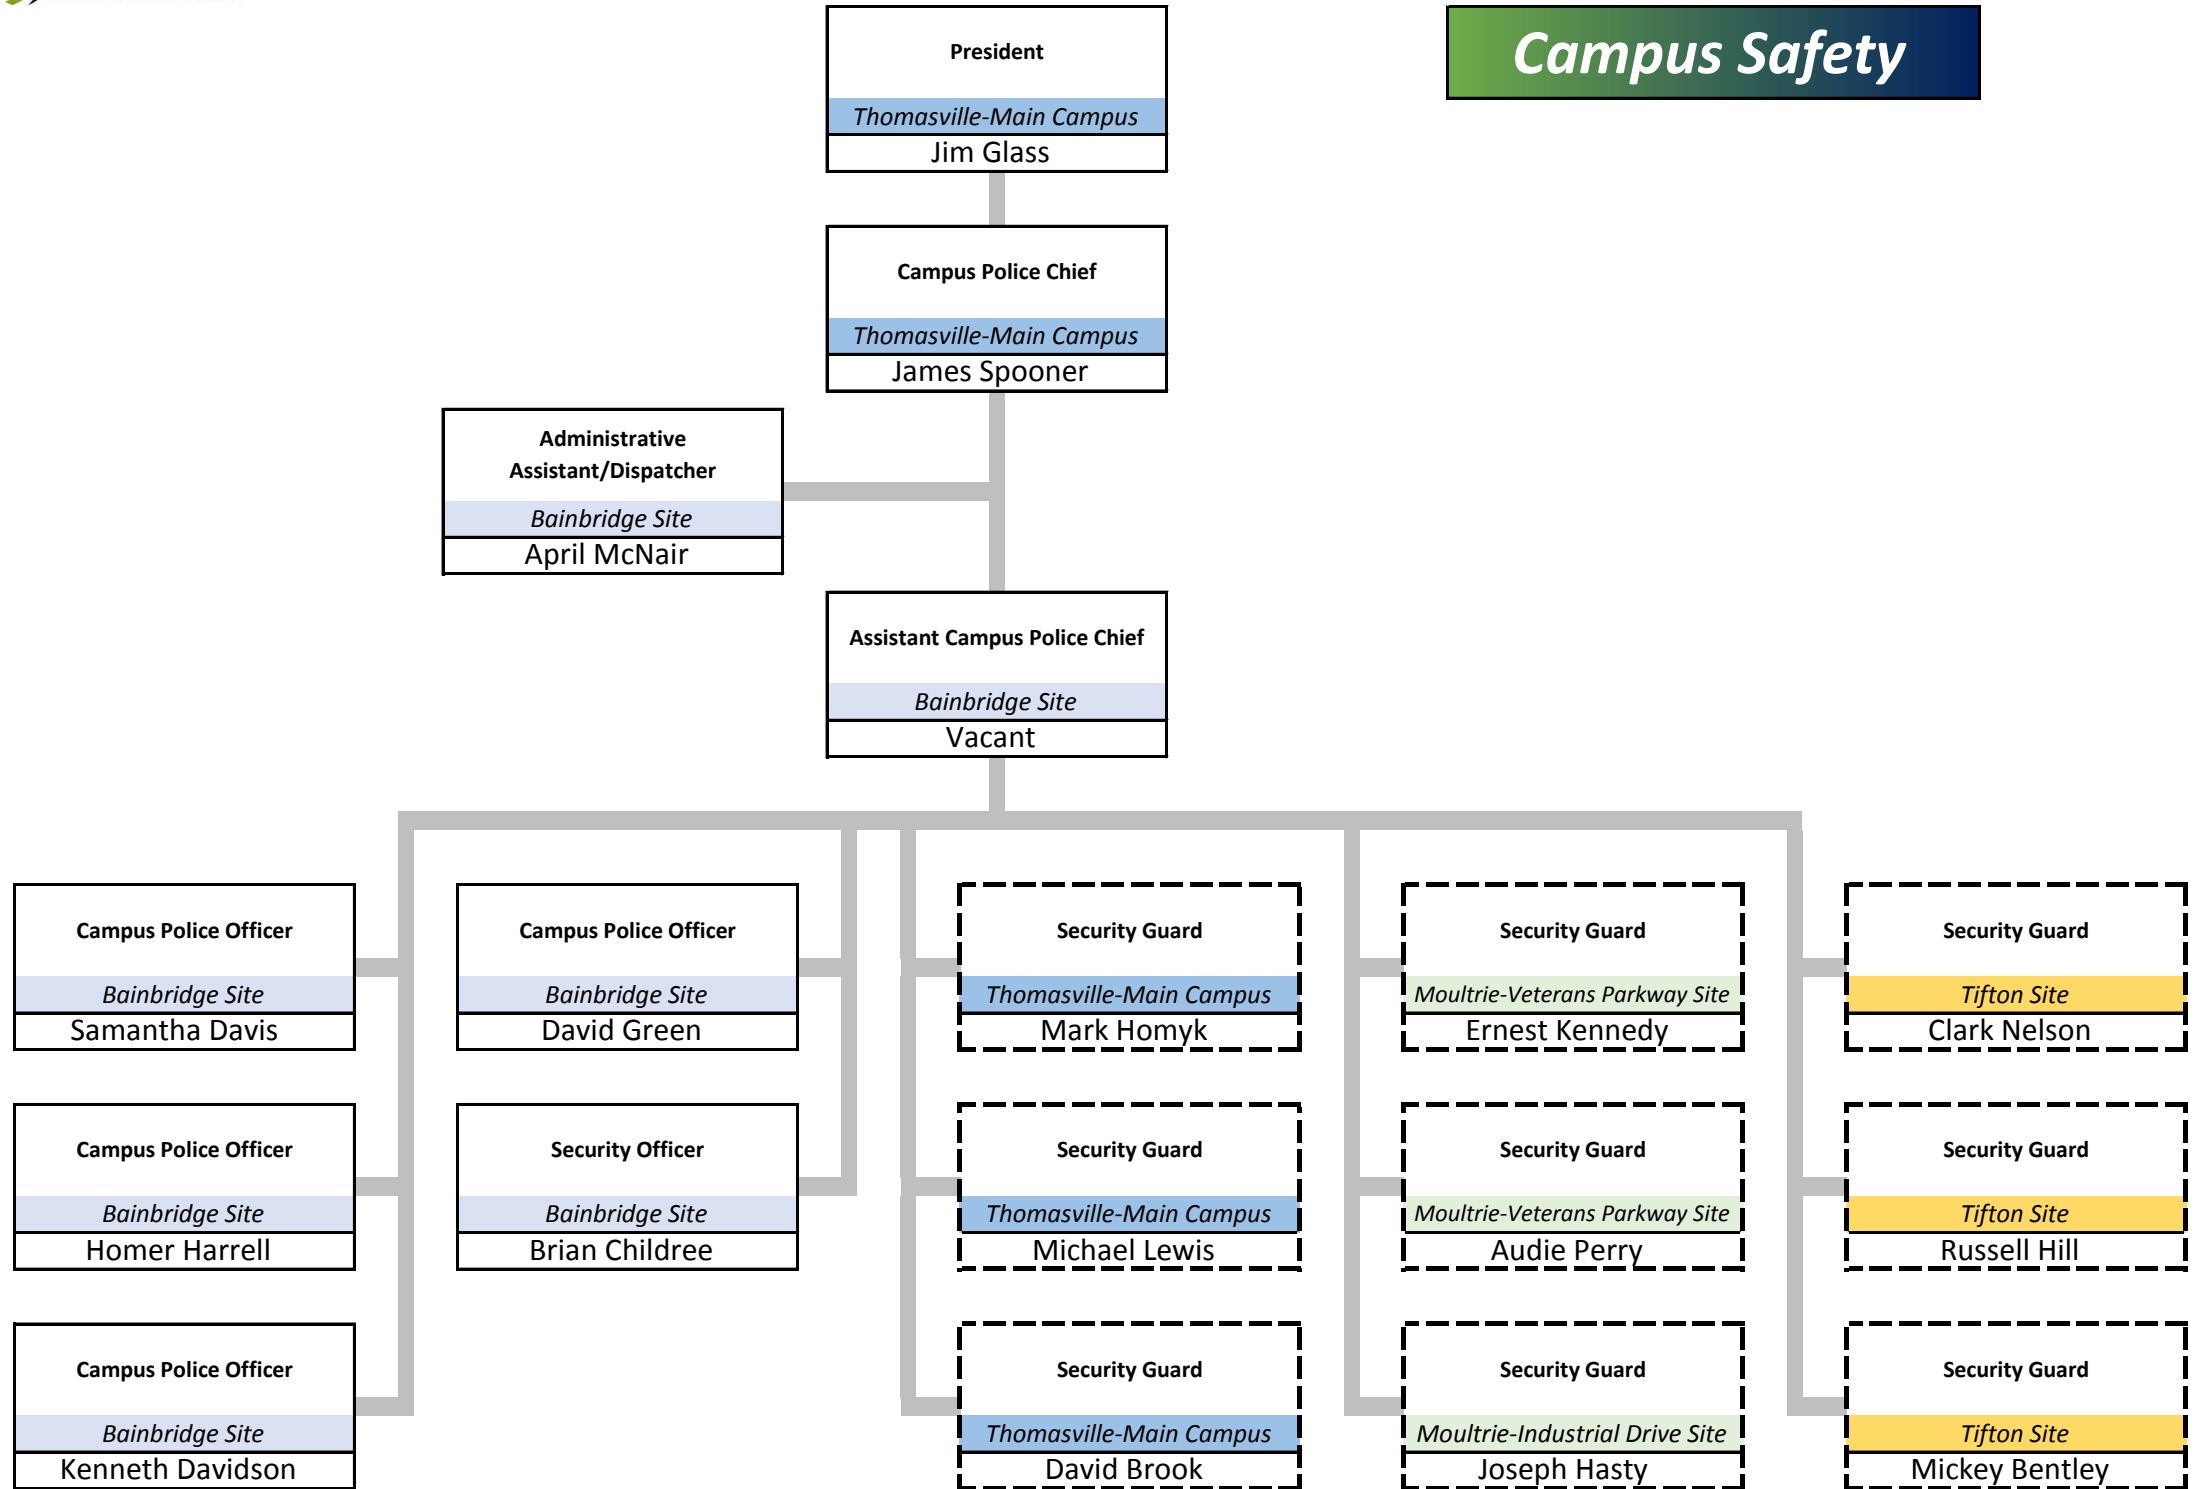 Campus Safety
President
Thomasville-Main Campus
Jim Glass
Campus Police Chief
Thomasville-Main Campus
James Spooner
Administrative
Assistant/Dispatcher
Bainbridge Site
April McNair
Assistant Campus Police Chief
Bainbridge Site
Vacant
Campus Police Officer
Bainbridge Site
Samantha Davis
Campus Police Officer
Bainbridge Site
David Green
Security Guard
Thomasville-Main Campus
Mark Homyk
Security Guard
Moultrie-Veterans Parkway Site
Ernest Kennedy
Security Guard
Tifton Site
Clark Nelson
Campus Police Officer
Bainbridge Site
Homer Harrell
Security Officer
Bainbridge Site
Brian Childree
Security Guard
Thomasville-Main Campus
Michael Lewis
Security Guard
Moultrie-Veterans Parkway Site
Audie Perry
Security Guard
Tifton Site
Russell Hill
Campus Police Officer
Bainbridge Site
Kenneth Davidson
Security Guard
Thomasville-Main Campus
David Brook
Security Guard
Moultrie-Industrial Drive Site
Joseph Hasty
Security Guard
Tifton Site
Mickey Bentley